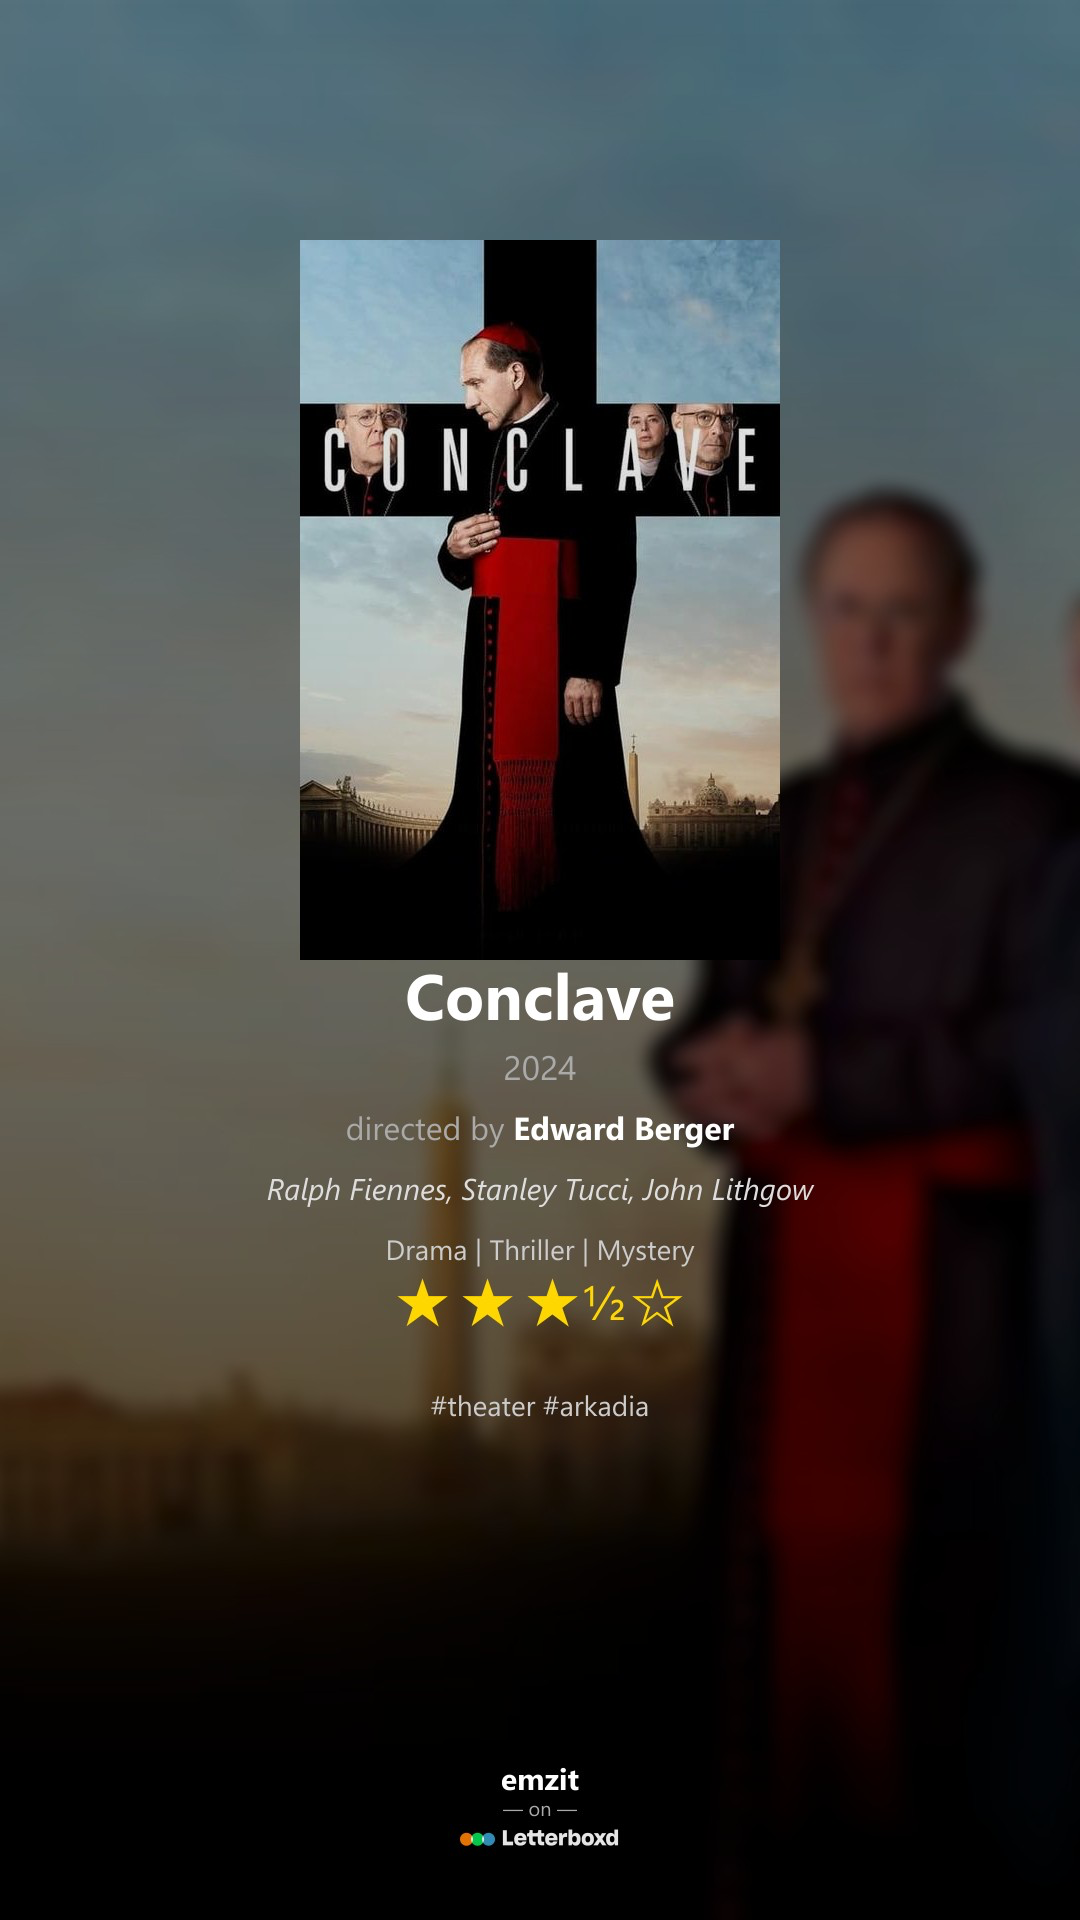 CONCLAVE
Conclave
2024
directed by Edward Berger
Ralph Fiennes, Stanley Tucci, John Lithgow
Drama | Thriller | Mystery
★★★½☆
#theater #arkadia
emzit
— on —
Letterboxd